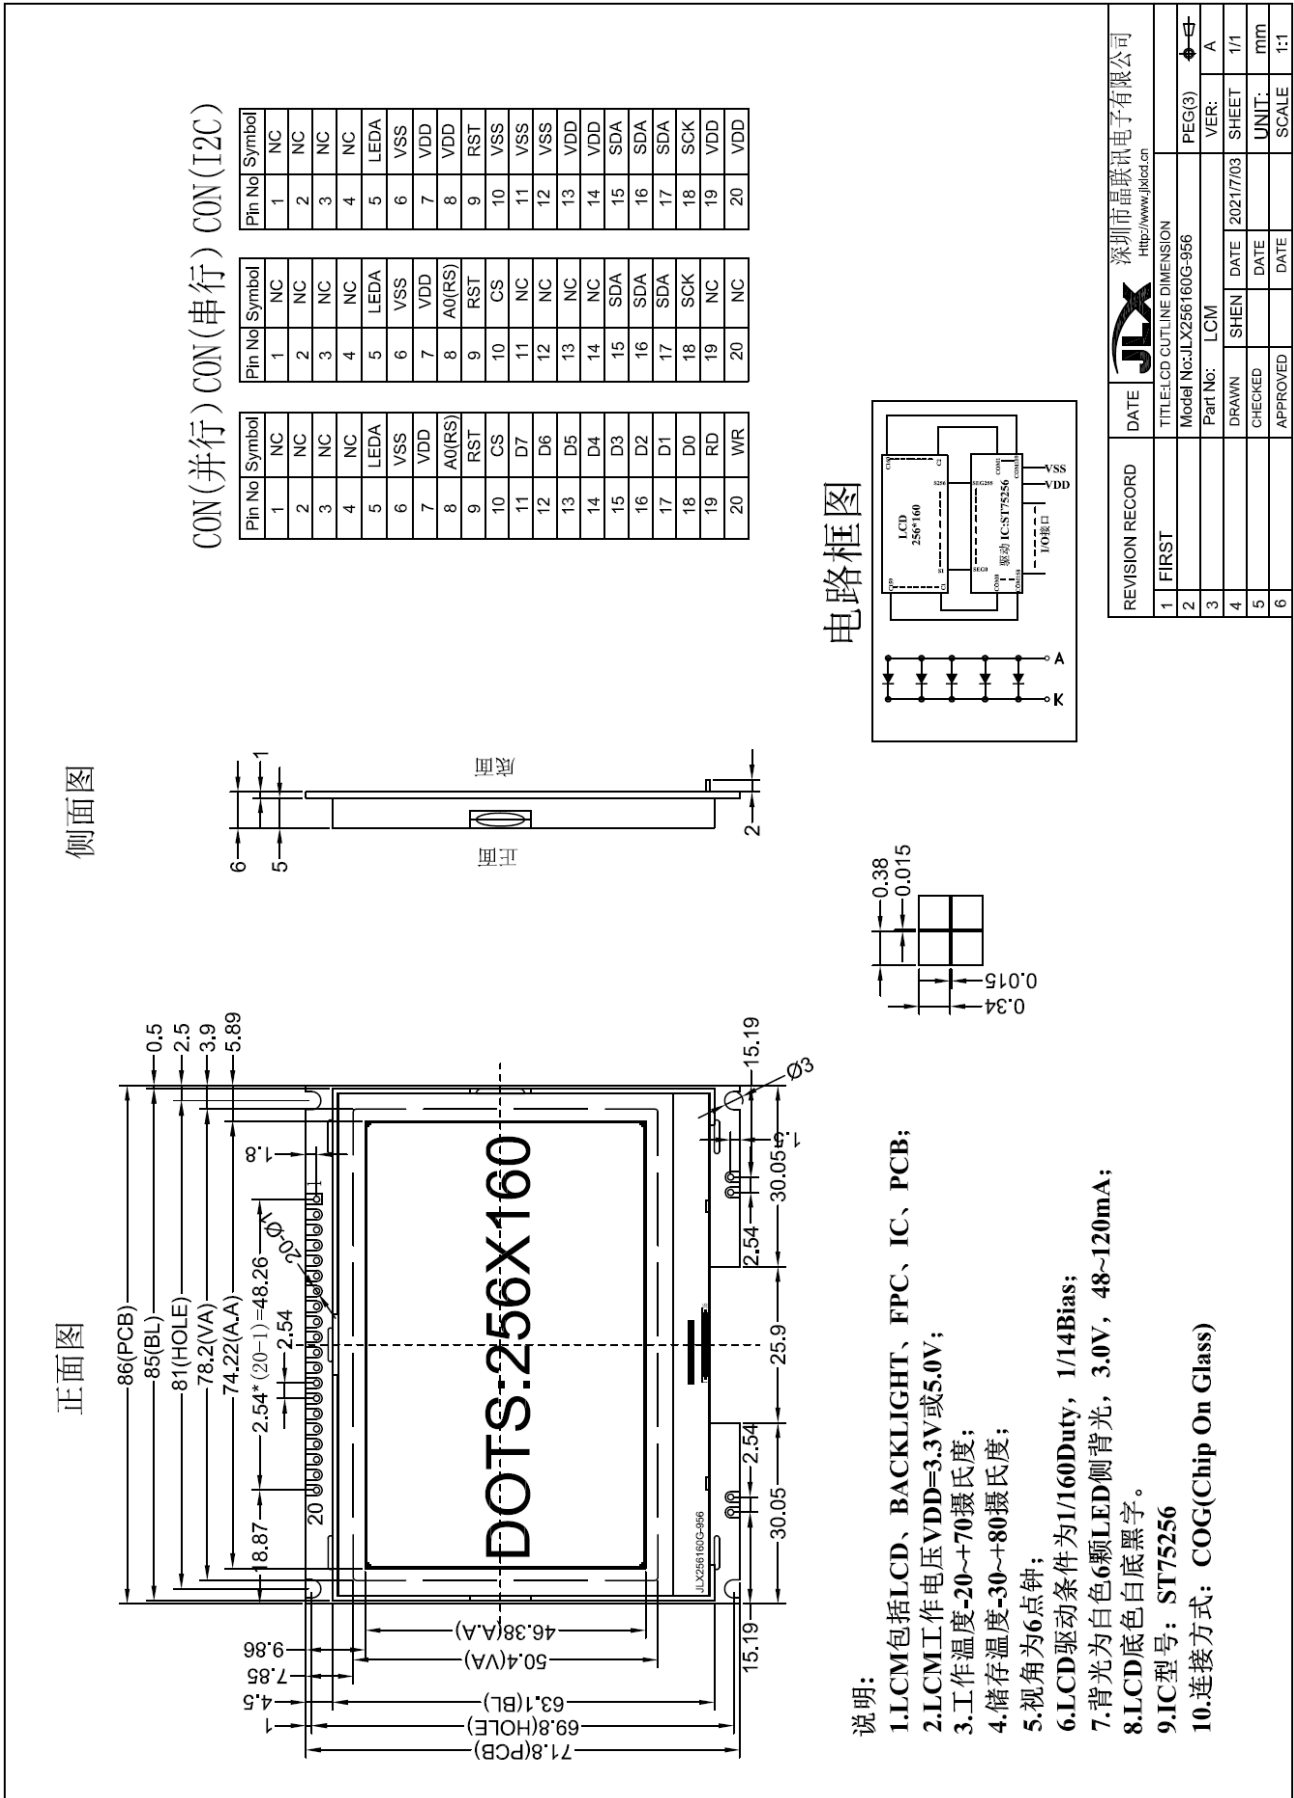 正面图
86(PCB)
85(BL)
81(HOLE)
78.2(VA)
74.22(A.A)
0.5
2.5
3.9
5.89
18.87
2.54*(20-1)=48.26
2.54
20-Ø1
1.8
20
1
9.86
7.85
4.5
1
46.38(A.A)
50.4(VA)
63.1(BL)
69.8(HOLE)
71.8(PCB)
DOTS:256X160
JLX256160G-956
15.19
2.54
30.05
25.9
30.05
2.54
15.19
1.5
Ø3
侧面图
6
1
5
2
正面
底面
0.38
0.015
0.34
0.015
CON(并行)
Pin No Symbol
1 NC
2 NC
3 NC
4 NC
5 LEDA
6 VSS
7 VDD
8 A0(RS)
9 RST
10 CS
11 D7
12 D6
13 D5
14 D4
15 D3
16 D2
17 D1
18 D0
19 RD
20 WR
CON(串行)
Pin No Symbol
1 NC
2 NC
3 NC
4 NC
5 LEDA
6 VSS
7 VDD
8 A0(RS)
9 RST
10 CS
11 NC
12 NC
13 NC
14 NC
15 SDA
16 SDA
17 SDA
18 SCK
19 NC
20 NC
CON(I2C)
Pin No Symbol
1 NC
2 NC
3 NC
4 NC
5 LEDA
6 VSS
7 VDD
8 VDD
9 RST
10 VSS
11 VSS
12 VSS
13 VDD
14 VDD
15 SDA
16 SDA
17 SDA
18 SCK
19 VDD
20 VDD
电路框图
LCD
256*160
S1
S256
C1
C2
SEG0
SEG255
驱动 IC:ST75256
COM1
VSS
VDD
I/O接口
A
K
说明:
1.LCM包括LCD、BACKLIGHT、FPC、IC、PCB;
2.LCM工作电压VDD=3.3V或5.0V;
3.工作温度-20~+70摄氏度;
4.储存温度-30~+80摄氏度;
5.视角为6点钟;
6.LCD驱动条件为1/160Duty, 1/14Bias;
7.背光为白色6颗LED侧背光, 3.0V, 48~120mA;
8.LCD底色白底黑字。
9.IC型号: ST75256
10.连接方式: COG(Chip On Glass)
REVISION RECORD DATE
1 FIRST
2
3
4
5
6
JLX
深圳市晶联讯电子有限公司
Http://www.jlxlcd.cn
TITLE:LCD CUTLINE DIMENSION
Model No:JLX256160G-956 PEG(3)
Part No: LCM VER: A
DRAWN SHEN DATE 2021/7/03 SHEET 1/1
CHECKED DATE UNIT: mm
APPROVED DATE SCALE 1:1